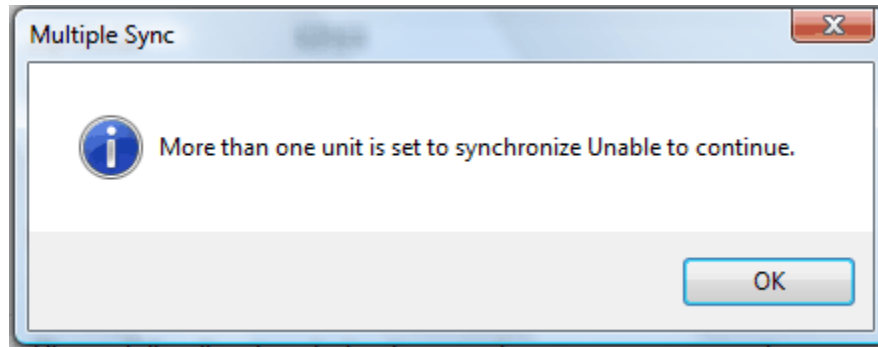 Multiple Sync
More than one unit is set to synchronize Unable to continue.
OK